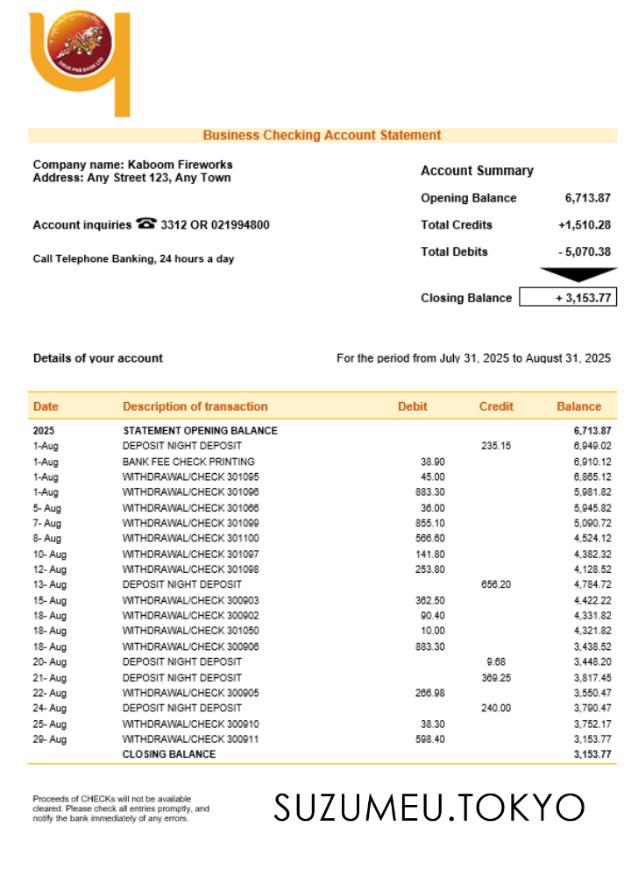 DRUK PNB BANK LTD
Business Checking Account Statement
Company name: Kaboom Fireworks
Address: Any Street 123, Any Town
Account inquiries ☎ 3312 OR 021994800
Call Telephone Banking, 24 hours a day
Account Summary
Opening Balance 6,713.87
Total Credits +1,510.28
Total Debits - 5,070.38
Closing Balance + 3,153.77
Details of your account For the period from July 31, 2025 to August 31, 2025
Date Description of transaction Debit Credit Balance
2025 STATEMENT OPENING BALANCE 6,713.87
1-Aug DEPOSIT NIGHT DEPOSIT 235.15 6,949.02
1-Aug BANK FEE CHECK PRINTING 38.90 6,910.12
1-Aug WITHDRAWAL/CHECK 301095 45.00 6,865.12
1-Aug WITHDRAWAL/CHECK 301096 883.30 5,981.82
5- Aug WITHDRAWAL/CHECK 301066 36.00 5,945.82
7- Aug WITHDRAWAL/CHECK 301099 855.10 5,090.72
8- Aug WITHDRAWAL/CHECK 301100 566.60 4,524.12
10- Aug WITHDRAWAL/CHECK 301097 141.80 4,382.32
12- Aug WITHDRAWAL/CHECK 301098 253.80 4,128.52
13- Aug DEPOSIT NIGHT DEPOSIT 656.20 4,784.72
15- Aug WITHDRAWAL/CHECK 300903 362.50 4,422.22
18- Aug WITHDRAWAL/CHECK 300902 90.40 4,331.82
18- Aug WITHDRAWAL/CHECK 301050 10.00 4,321.82
18- Aug WITHDRAWAL/CHECK 300906 883.30 3,438.52
20- Aug DEPOSIT NIGHT DEPOSIT 9.68 3,448.20
21- Aug DEPOSIT NIGHT DEPOSIT 369.25 3,817.45
22- Aug WITHDRAWAL/CHECK 300905 266.98 3,550.47
24- Aug DEPOSIT NIGHT DEPOSIT 240.00 3,790.47
25- Aug WITHDRAWAL/CHECK 300910 38.30 3,752.17
29- Aug WITHDRAWAL/CHECK 300911 598.40 3,153.77
CLOSING BALANCE 3,153.77
Proceeds of CHECKs will not be available
cleared. Please check all entries promptly, and
notify the bank immediately of any errors.
SUZUMEU.TOKYO